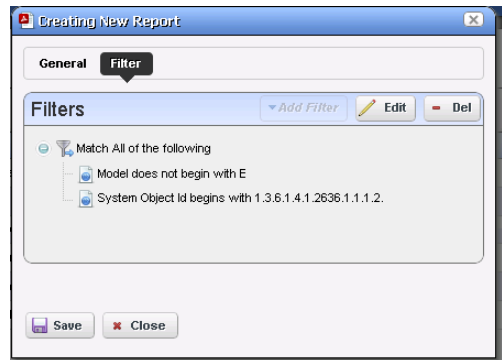 Creating New Report
General Filter
Filters
Add Filter Edit Del
Match All of the following
Model does not begin with E
System Object Id begins with 1.3.6.1.4.1.2636.1.1.1.2.
Save Close